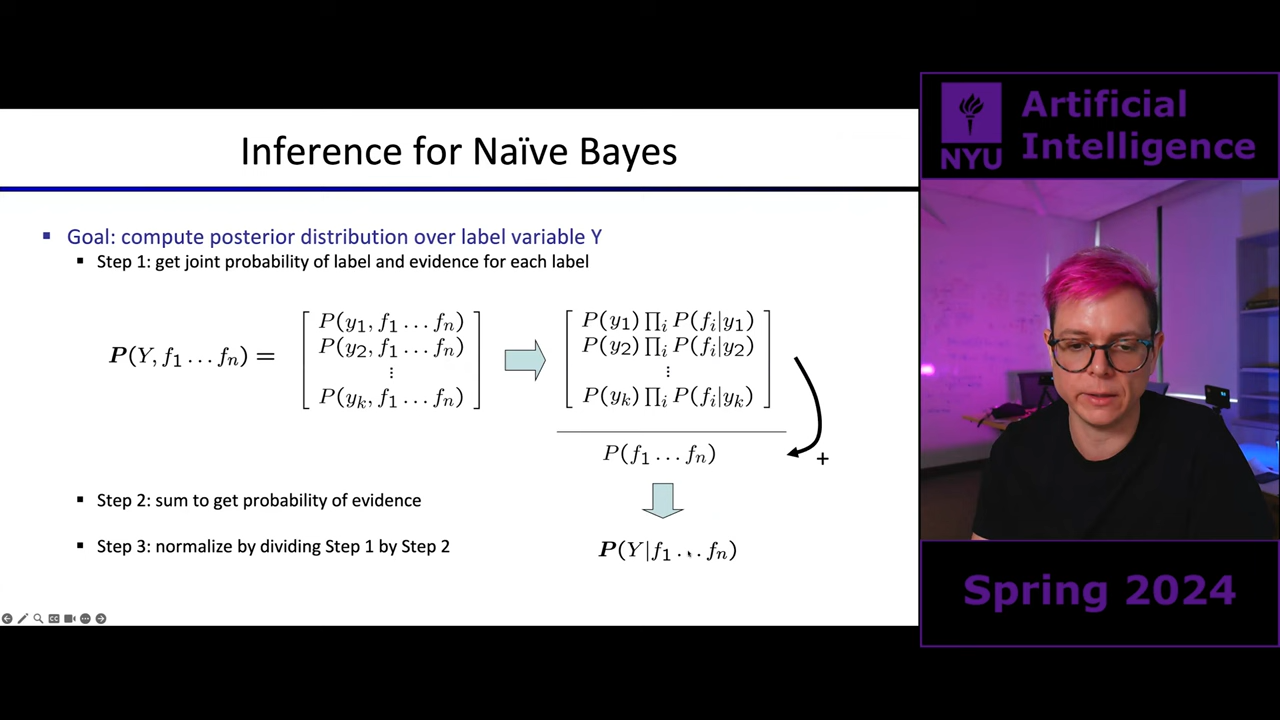 Inference for Naïve Bayes
▪ Goal: compute posterior distribution over label variable Y
▪ Step 1: get joint probability of label and evidence for each label
P(Y, f₁ … fₙ) =
P(y₁, f₁ … fₙ)
P(y₂, f₁ … fₙ)
⋮
P(yₖ, f₁ … fₙ)
P(y₁) ∏ᵢ P(fᵢ|y₁)
P(y₂) ∏ᵢ P(fᵢ|y₂)
⋮
P(yₖ) ∏ᵢ P(fᵢ|yₖ)
P(f₁ … fₙ)
+
▪ Step 2: sum to get probability of evidence
▪ Step 3: normalize by dividing Step 1 by Step 2
P(Y|f₁ … fₙ)
NYU
Artificial
Intelligence
Spring 2024